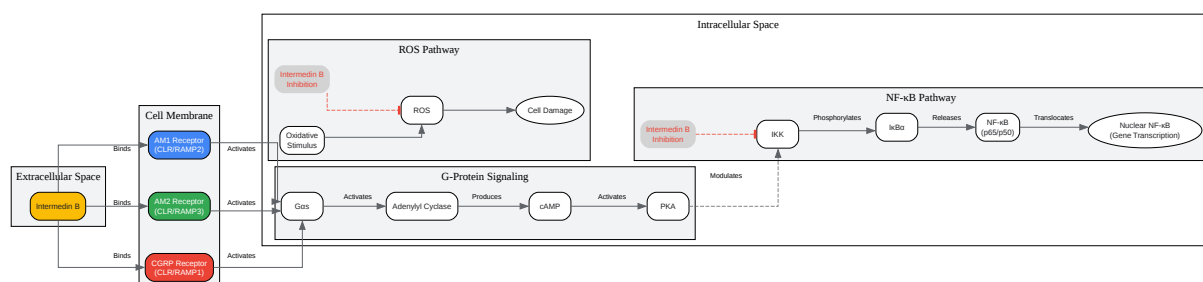 Intracellular Space
ROS Pathway
Intermedin B
Inhibition
ROS
Cell Damage
Oxidative
Stimulus
NF-κB Pathway
Intermedin B
Inhibition
IKK
Phosphorylates
IκBα
Releases
NF-κB
(p65/p50)
Translocates
Nuclear NF-κB
(Gene Transcription)
Cell Membrane
AM1 Receptor
(CLR/RAMP2)
Activates
Binds
Extracellular Space
Intermedin B
Binds
AM2 Receptor
(CLR/RAMP3)
Activates
G-Protein Signaling
Gαs
Activates
Adenylyl Cyclase
Produces
cAMP
Activates
PKA
Modulates
Binds
CGRP Receptor
(CLR/RAMP1)
Activates